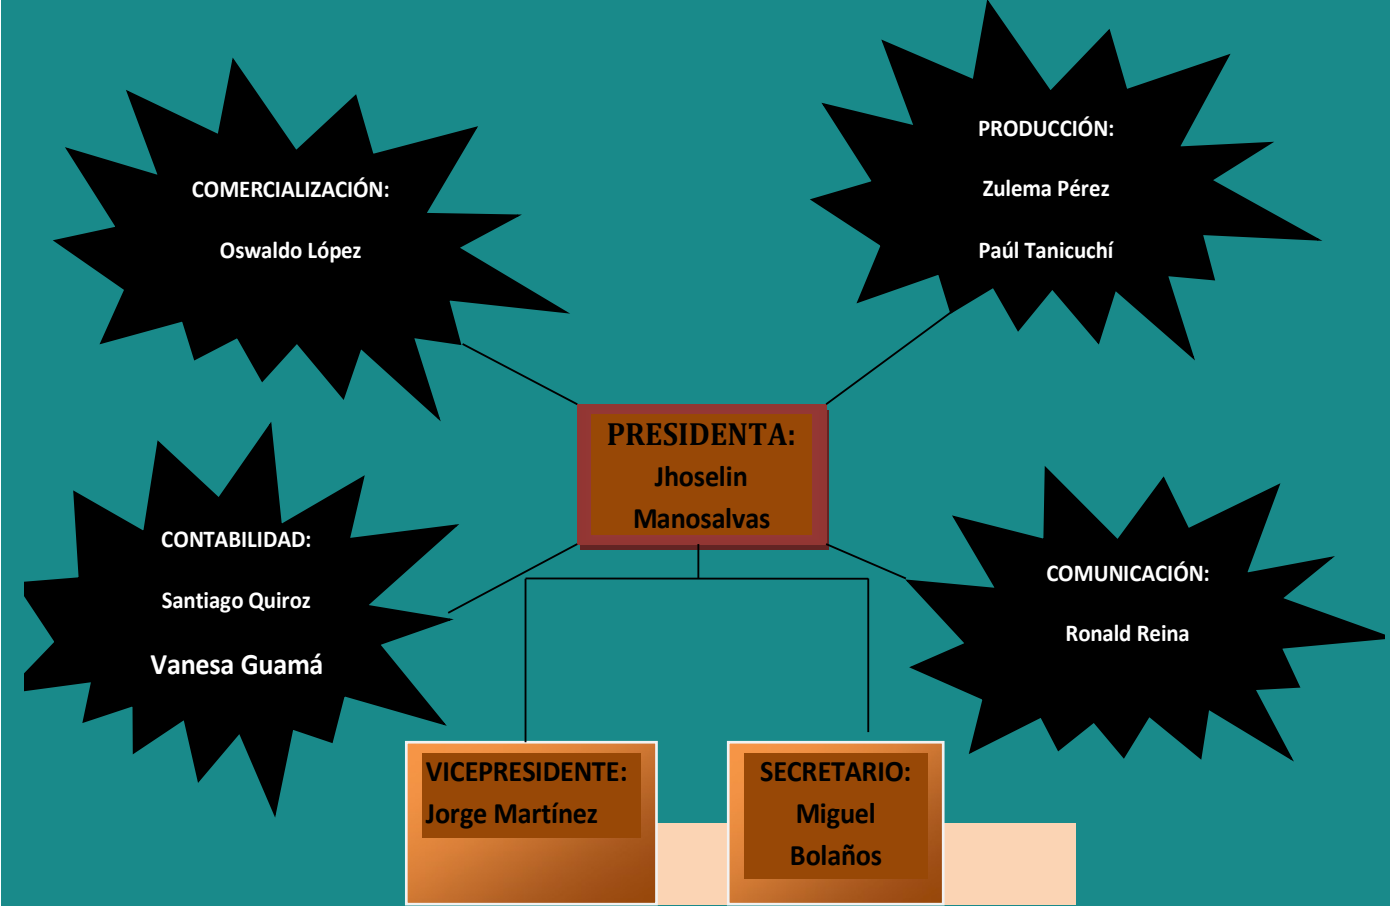 COMERCIALIZACIÓN:
Oswaldo López
PRODUCCIÓN:
Zulema Pérez
Paúl Tanicuchí
PRESIDENTA:
Jhoselin
Manosalvas
CONTABILIDAD:
Santiago Quiroz
Vanesa Guamá
COMUNICACIÓN:
Ronald Reina
VICEPRESIDENTE:
Jorge Martínez
SECRETARIO:
Miguel
Bolaños